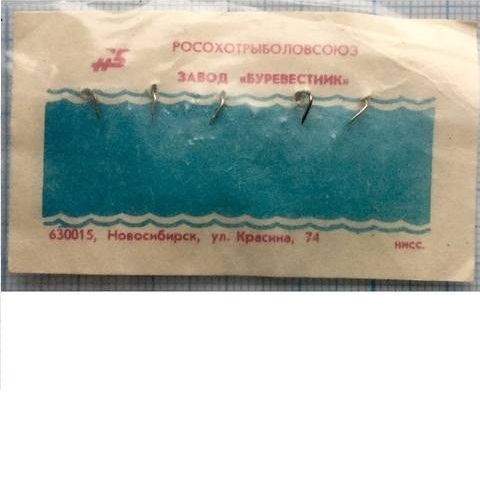 РОСОХОТРЫБОЛОВСОЮЗ
ЗАВОД «БУРЕВЕСТНИК»
630015, Новосибирск, ул. Красина, 74
нисс.